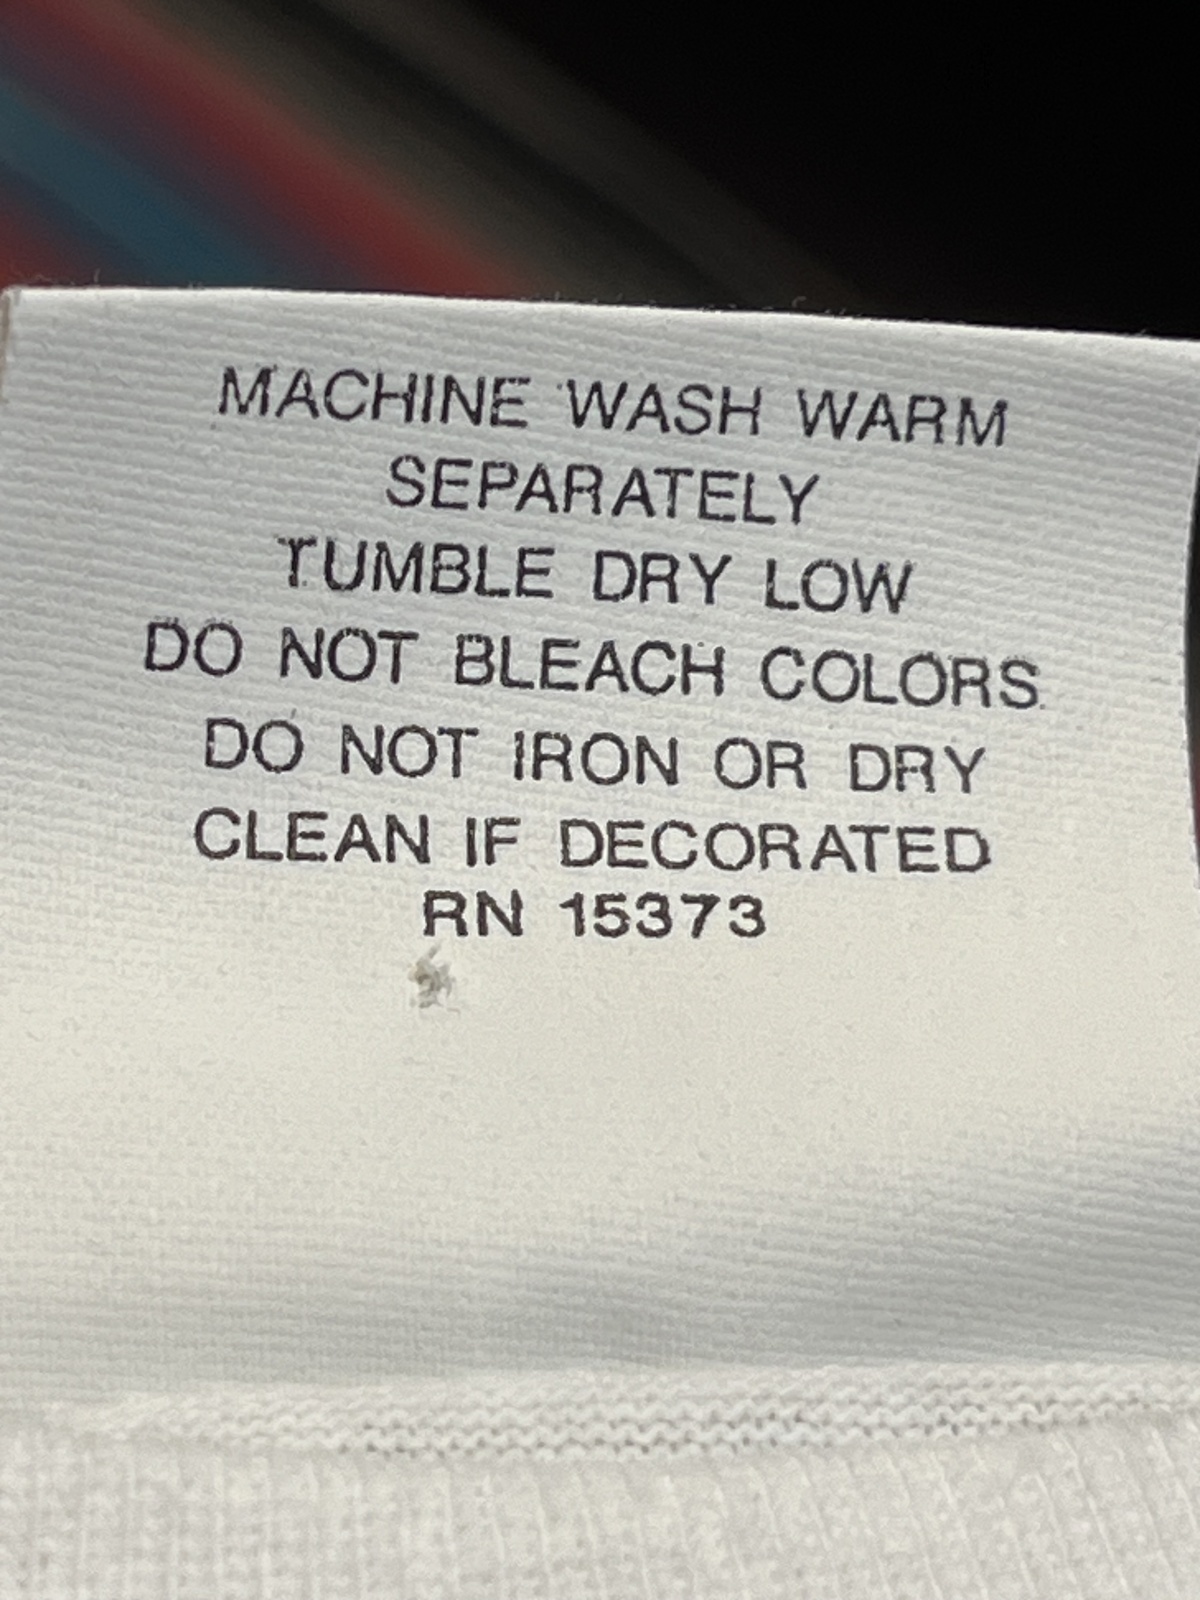 MACHINE WASH WARM
SEPARATELY
TUMBLE DRY LOW
DO NOT BLEACH COLORS
DO NOT IRON OR DRY
CLEAN IF DECORATED
RN 15373